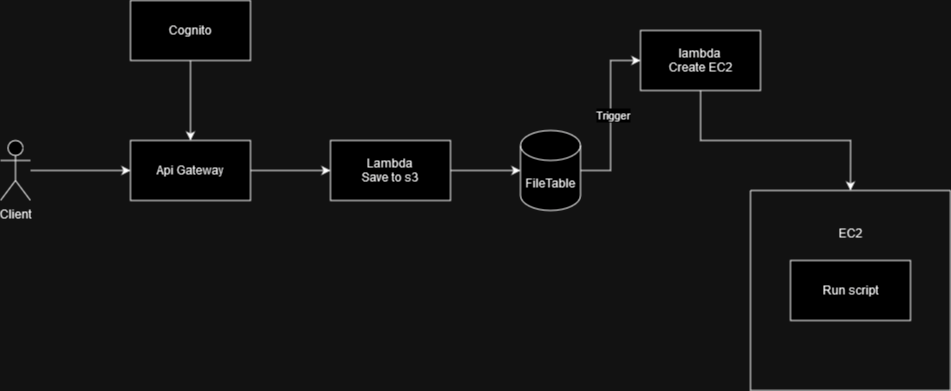 Cognito
lambda
Create EC2
Trigger
Client
Api Gateway
Lambda
Save to s3
FileTable
EC2
Run script